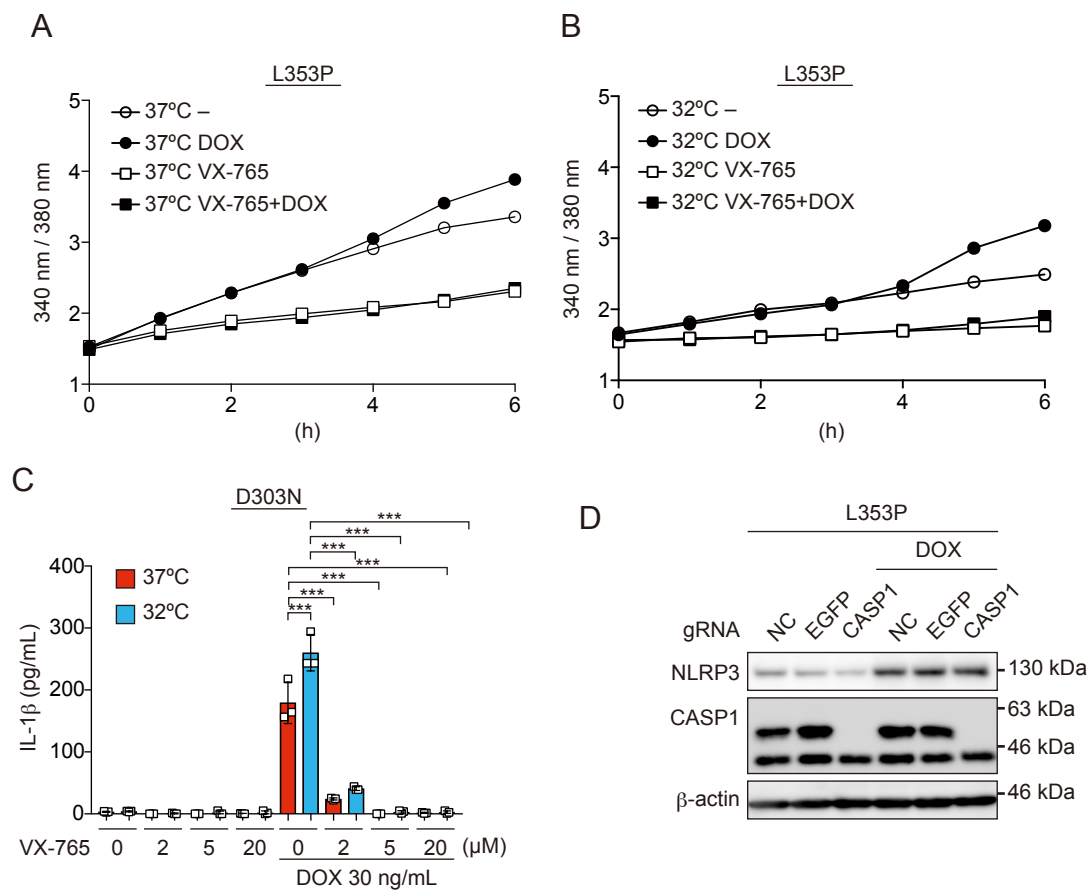 A
L353P
5
4
3
2
1
340 nm / 380 nm
37ºC –
37ºC DOX
37ºC VX-765
37ºC VX-765+DOX
0 2 4 6
(h)
B
L353P
5
4
3
2
1
340 nm / 380 nm
32ºC –
32ºC DOX
32ºC VX-765
32ºC VX-765+DOX
0 2 4 6
(h)
C
D303N
***
***
***
***
***
***
***
400
300
200
100
0
IL-1β (pg/mL)
37ºC
32ºC
VX-765 0 2 5 20 0 2 5 20 (μM)
DOX 30 ng/mL
D
L353P
DOX
gRNA NC EGFP CASP1 NC EGFP CASP1
NLRP3 130 kDa
CASP1 63 kDa
46 kDa
β-actin 46 kDa